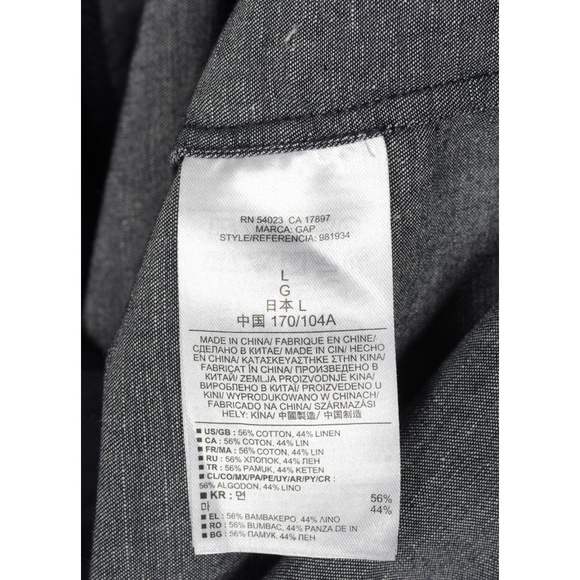 RN 54023 CA 17897
MARCA: GAP
STYLE/REFERENCIA: 981934
L
G
日本 L
中国 170/104A
MADE IN CHINA/ FABRIQUE EN CHINE/
СДЕЛАНО В КИТАЕ/ MADE IN CIN/ HECHO
EN CHINA/ ΚΑΤΑΣΚΕΥΑΣΤΗΚΕ ΣΤΗΝ ΚΙΝΑ/
FABRICAT ÎN CHINA/ ПРОИЗВЕДЕНО В
КИТАЙ/ ZEMLJA PROIZVODNJE KINA/
ВИРОБЛЕНО В КИТАЇ/ PROIZVEDENO U
KINI/ WYPRODUKOWANO W CHINACH/
FABRICADO NA CHINA/ SZÁRMAZÁSI
HELY: KÍNA/ 中國製造/ 中国制造
US/GB : 56% COTTON, 44% LINEN
CA : 56% COTON, 44% LIN
FR/MA : 56% COTON, 44% LIN
RU : 56% ХЛОПОК, 44% ЛЕН
TR : 56% PAMUK, 44% KETEN
CL/CO/MX/PA/PE/UY/AR/PY/CR :
56% ALGODON, 44% LINO
KR : 면 56%
마 44%
EL : 56% ΒΑΜΒΑΚΕΡΟ, 44% ΛΙΝΟ
RO : 56% BUMBAC, 44% PANZA DE IN
BG : 56% ПАМУК, 44% ЛЕН